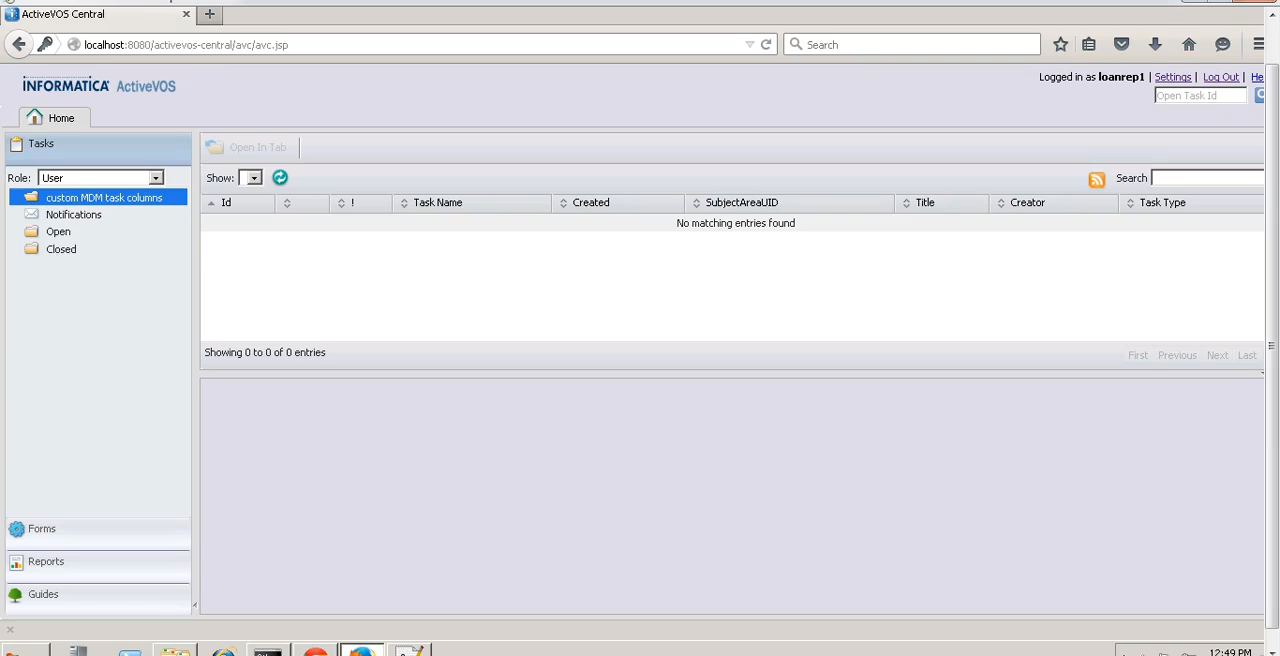 ActiveVOS Central
localhost:8080/activevos-central/avc/avc.jsp
Search
INFORMATICA ActiveVOS
Logged in as loanrep1 | Settings | Log Out | He
Open Task Id
Home
Tasks
Open In Tab
Role: User
Show:
Search
custom MDM task columns
Id ! Task Name Created SubjectAreaUID Title Creator Task Type
Notifications
No matching entries found
Open
Closed
Showing 0 to 0 of 0 entries
First Previous Next Last
Forms
Reports
Guides
12:49 PM